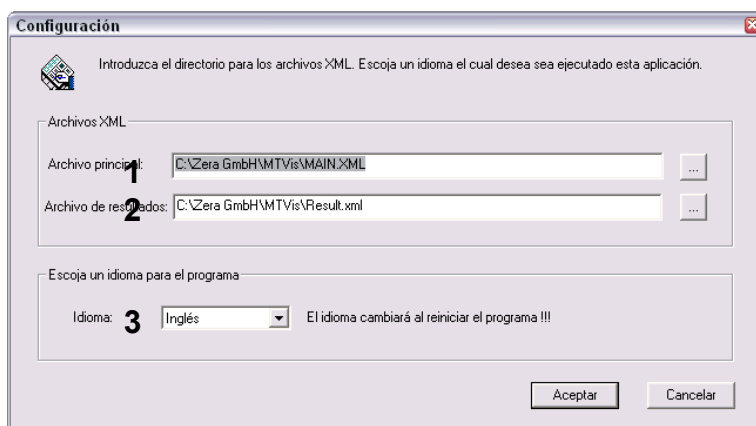 Configuración
Introduzca el directorio para los archivos XML. Escoja un idioma el cual desea sea ejecutado esta aplicación.
Archivos XML
Archivo principal: 1 C:\Zera GmbH\MTVis\MAIN.XML ...
Archivo de resultados: 2 C:\Zera GmbH\MTVis\Result.xml ...
Escoja un idioma para el programa
Idioma: 3 Inglés El idioma cambiará al reiniciar el programa !!!
Aceptar Cancelar